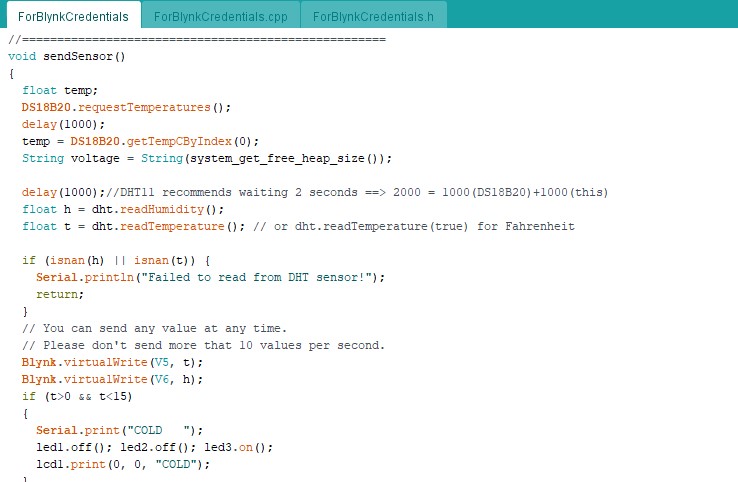 ForBlynkCredentials ForBlynkCredentials.cpp ForBlynkCredentials.h
//====================================================
void sendSensor()
{
  float temp;
  DS18B20.requestTemperatures();
  delay(1000);
  temp = DS18B20.getTempCByIndex(0);
  String voltage = String(system_get_free_heap_size());

  delay(1000);//DHT11 recommends waiting 2 seconds ==> 2000 = 1000(DS18B20)+1000(this)
  float h = dht.readHumidity();
  float t = dht.readTemperature(); // or dht.readTemperature(true) for Fahrenheit

  if (isnan(h) || isnan(t)) {
    Serial.println("Failed to read from DHT sensor!");
    return;
  }
  // You can send any value at any time.
  // Please don't send more that 10 values per second.
  Blynk.virtualWrite(V5, t);
  Blynk.virtualWrite(V6, h);
  if (t>0 && t<15)
  {
    Serial.print("COLD   ");
    led1.off(); led2.off(); led3.on();
    lcd1.print(0, 0, "COLD");
  }